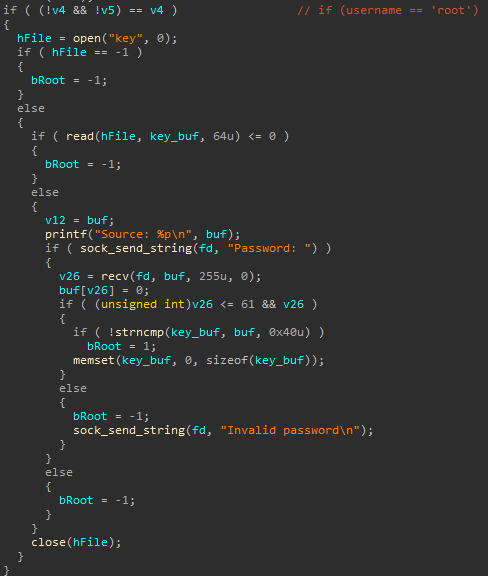 if ( (!v4 && !v5) == v4 ) // if (username == 'root')
{
hFile = open("key", 0);
if ( hFile == -1 )
{
bRoot = -1;
}
else
{
if ( read(hFile, key_buf, 64u) <= 0 )
{
bRoot = -1;
}
else
{
v12 = buf;
printf("Source: %p\n", buf);
if ( sock_send_string(fd, "Password: ") )
{
v26 = recv(fd, buf, 255u, 0);
buf[v26] = 0;
if ( (unsigned int)v26 <= 61 && v26 )
{
if ( !strncmp(key_buf, buf, 0x40u) )
bRoot = 1;
memset(key_buf, 0, sizeof(key_buf));
}
else
{
bRoot = -1;
sock_send_string(fd, "Invalid password\n");
}
}
else
{
bRoot = -1;
}
}
close(hFile);
}
}